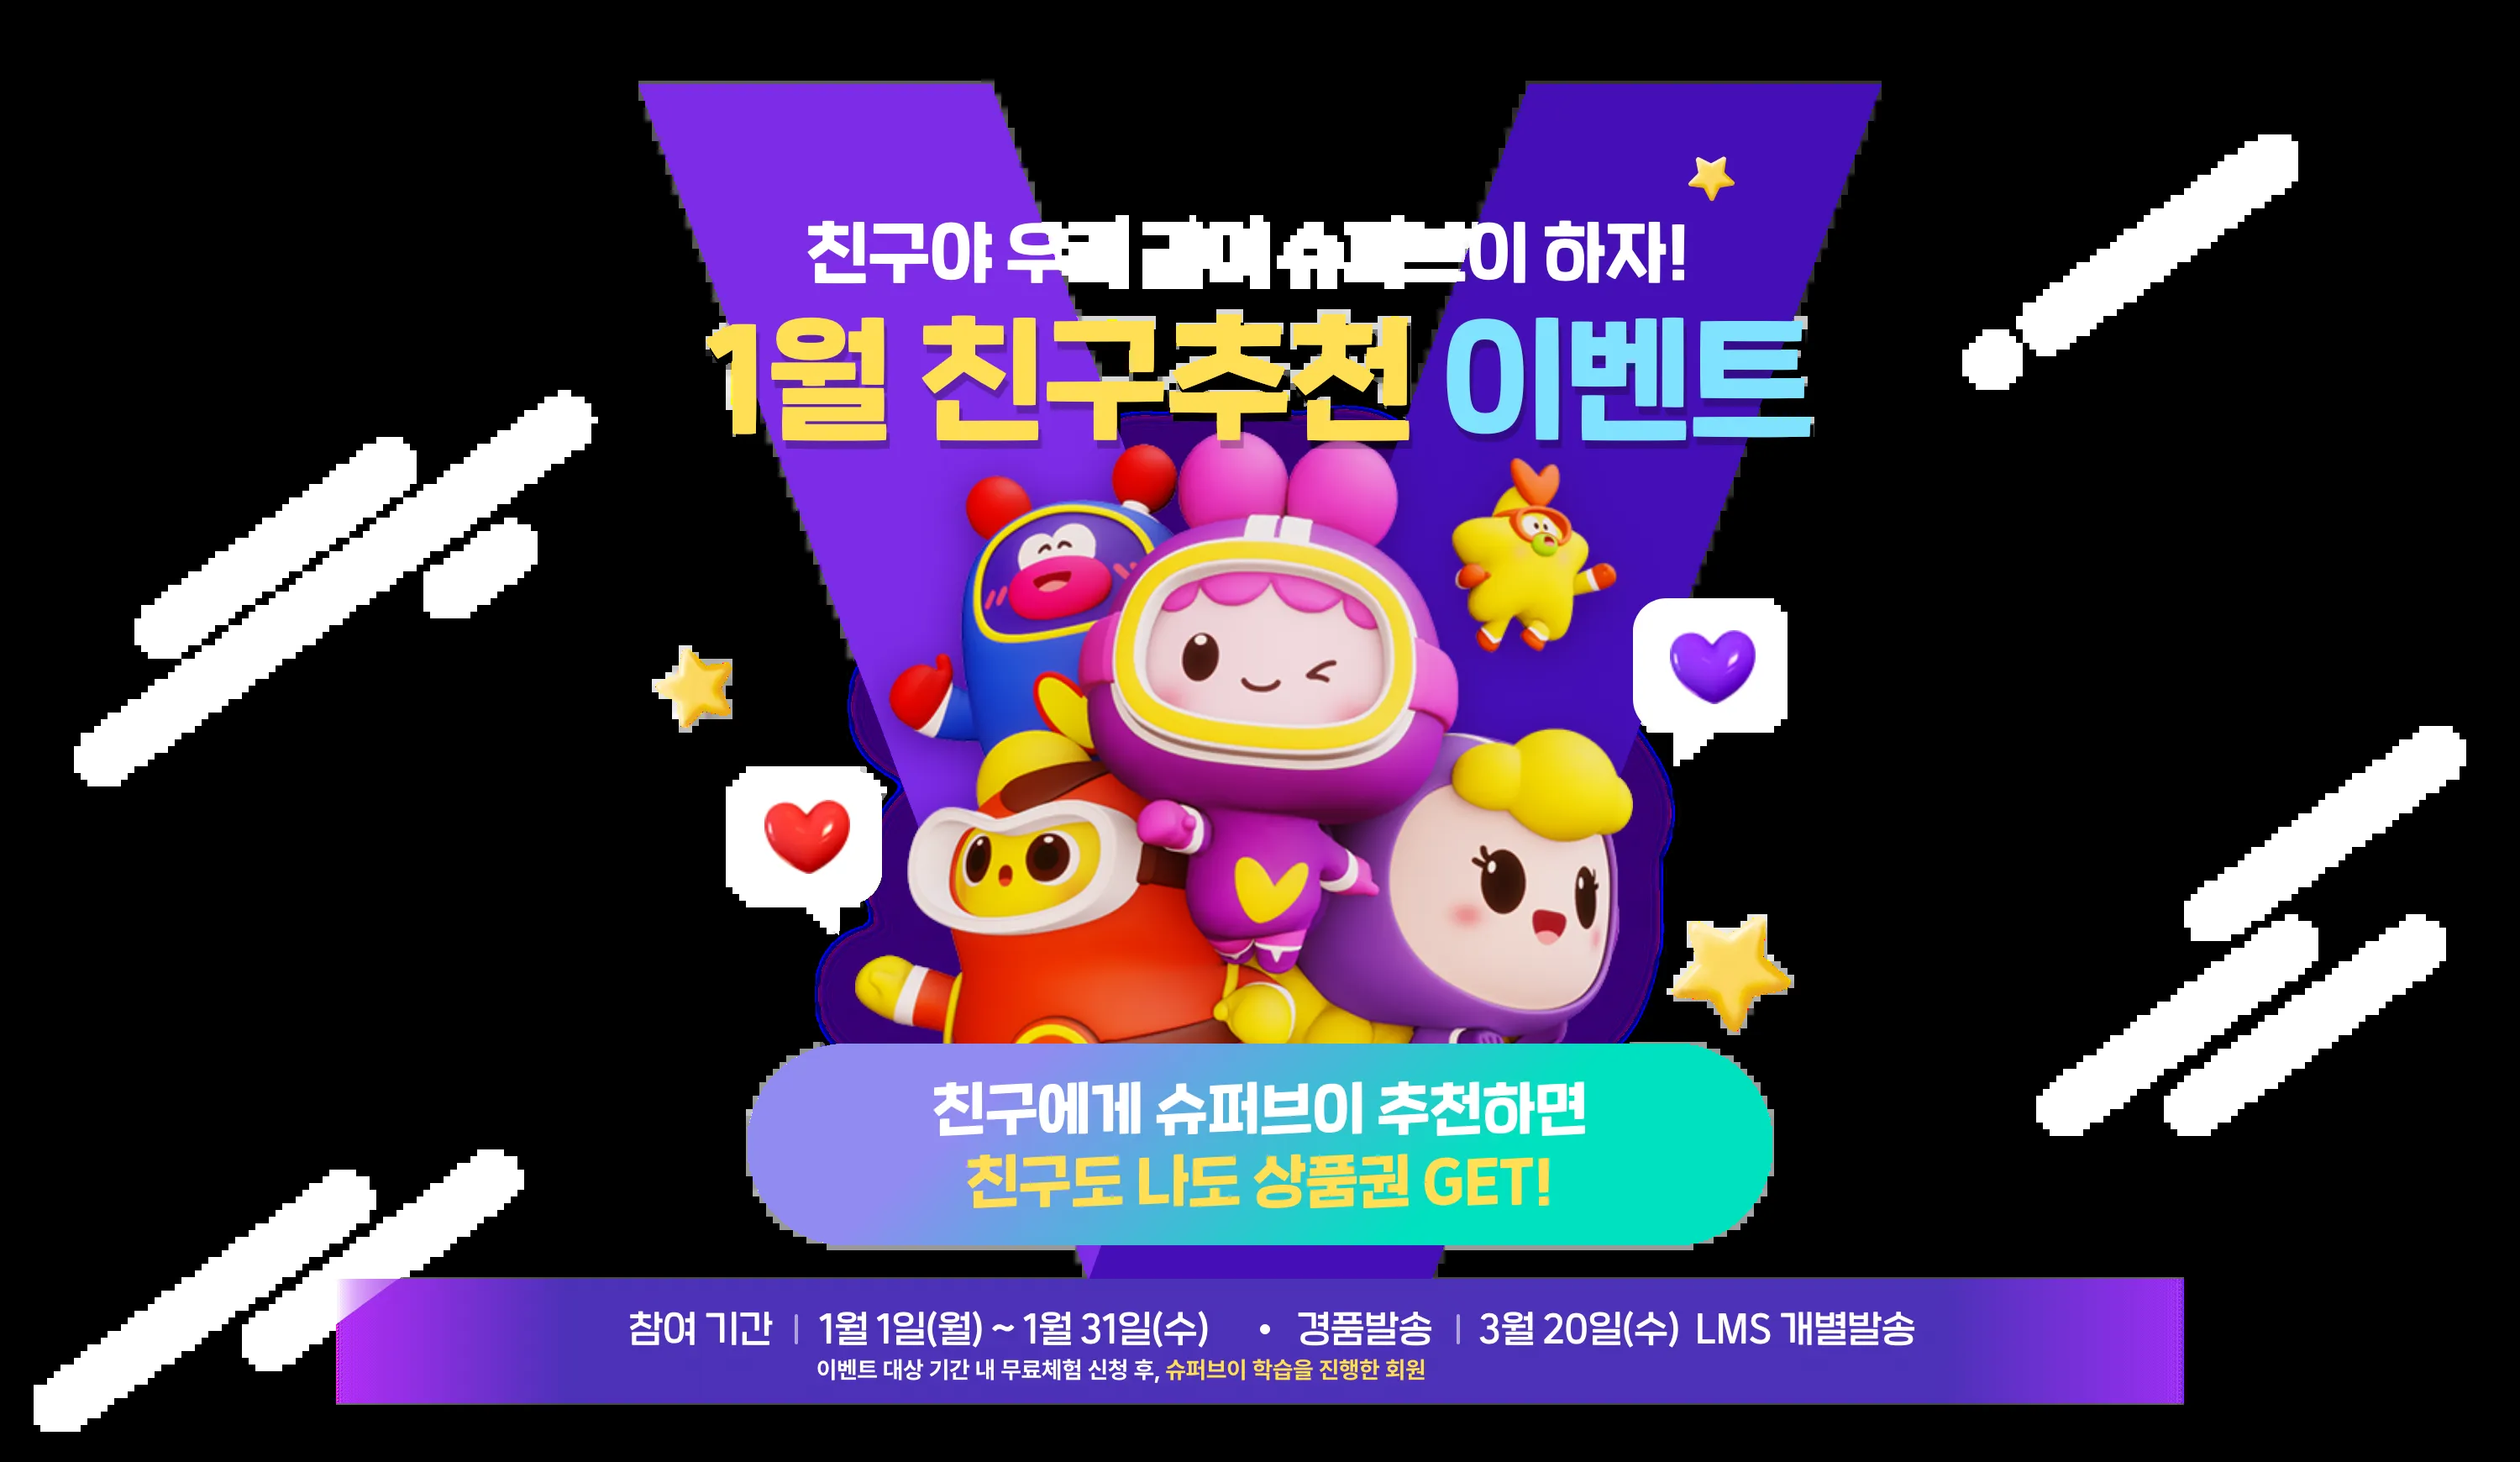 친구야 우리 같이 슈퍼브이 하자!
1월 친구추천 이벤트
친구에게 슈퍼브이 추천하면
친구도 나도 상품권 GET!
참여 기간 | 1월 1일(월) ~ 1월 31일(수) • 경품발송 | 3월 20일(수) LMS 개별발송
이벤트 대상 기간 내 무료체험 신청 후, 슈퍼브이 학습을 진행한 회원